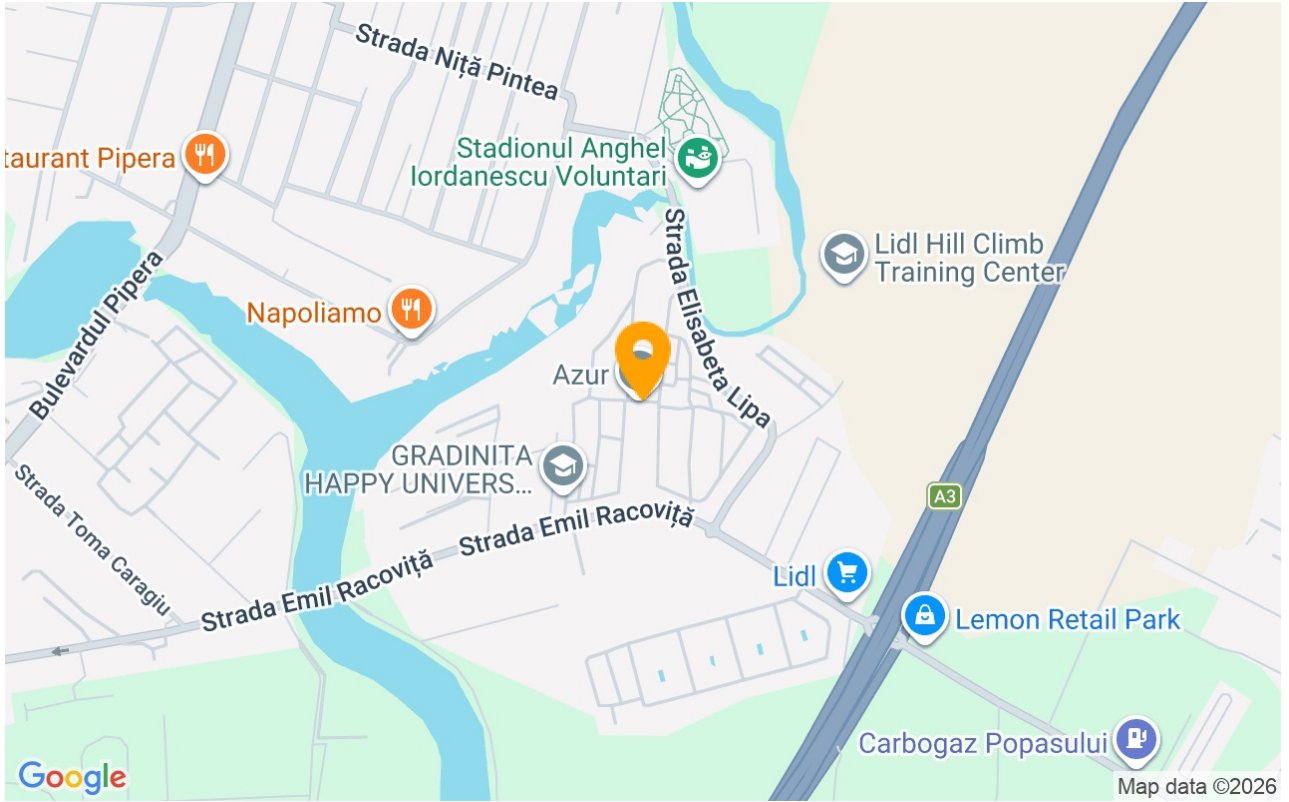 Strada Niță Pintea
taurant Pipera
Stadionul Anghel
Iordanescu Voluntari
Strada Elisabeta Lipa
Lidl Hill Climb
Training Center
Bulevardul Pipera
Napoliamo
Azur
GRADINITA
HAPPY UNIVERS...
A3
Strada Toma Caragiu
Strada Emil Racoviță
Strada Emil Racoviță
Lidl
Lemon Retail Park
Carbogaz Popasului
Google
Map data ©2026